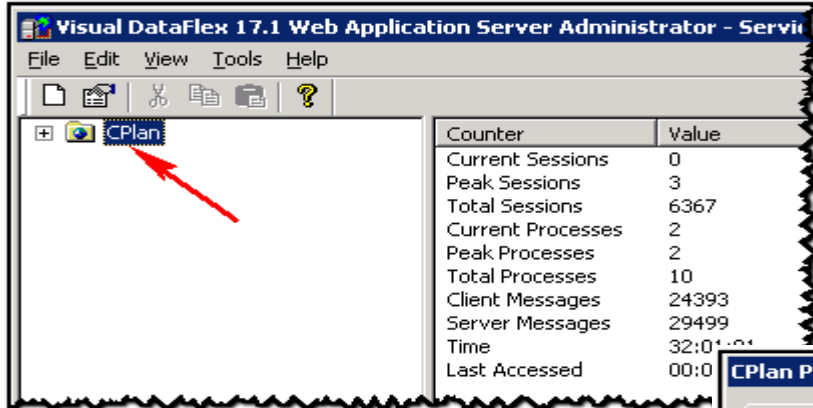 Visual DataFlex 17.1 Web Application Server Administrator - Servic
File Edit View Tools Help
CPlan
Counter Value
Current Sessions 0
Peak Sessions 3
Total Sessions 6367
Current Processes 2
Peak Processes 2
Total Processes 10
Client Messages 24393
Server Messages 29499
Time
Last Accessed
CPlan P